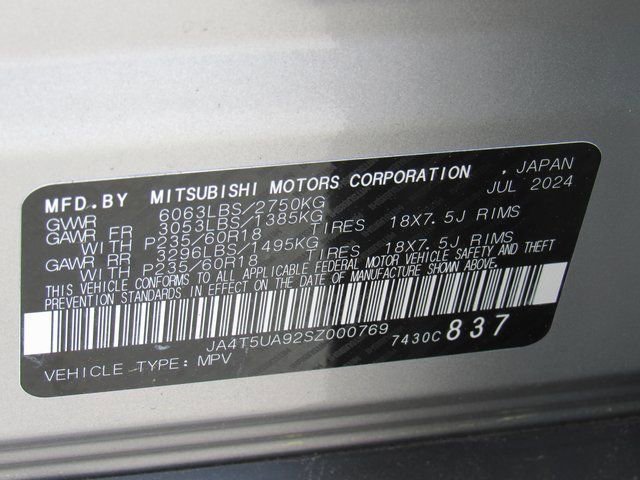 MFD.BY MITSUBISHI MOTORS CORPORATION , JAPAN
GVWR 6063LBS/2750KG JUL 2024
GAWR FR 3053LBS/1385KG
WITH P235/60R18 TIRES 18X7.5J RIMS
GAWR RR 3296LBS/1495KG
WITH P235/60R18 TIRES 18X7.5J RIMS
THIS VEHICLE CONFORMS TO ALL APPLICABLE FEDERAL MOTOR VEHICLE SAFETY AND THEFT
PREVENTION STANDARDS IN EFFECT ON THE DATE OF MANUFACTURE SHOWN ABOVE.
JA4T5UA92SZ000769 7430C 837
VEHICLE TYPE: MPV